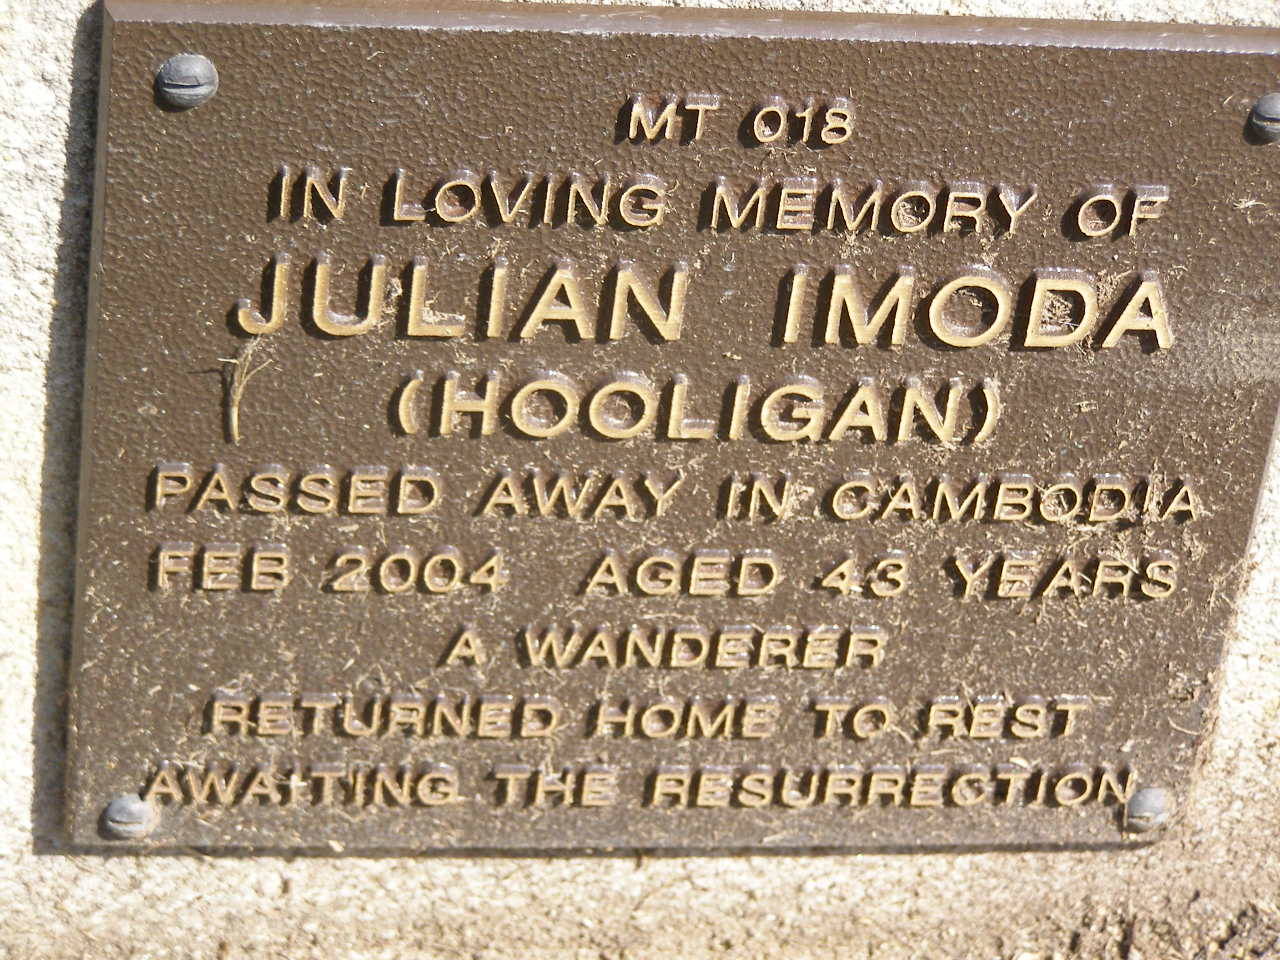 MT 018
IN LOVING MEMORY OF
JULIAN IMODA
(HOOLIGAN)
PASSED AWAY IN CAMBODIA
FEB 2004 AGED 43 YEARS
A WANDERER
RETURNED HOME TO REST
AWAITING THE RESURRECTION